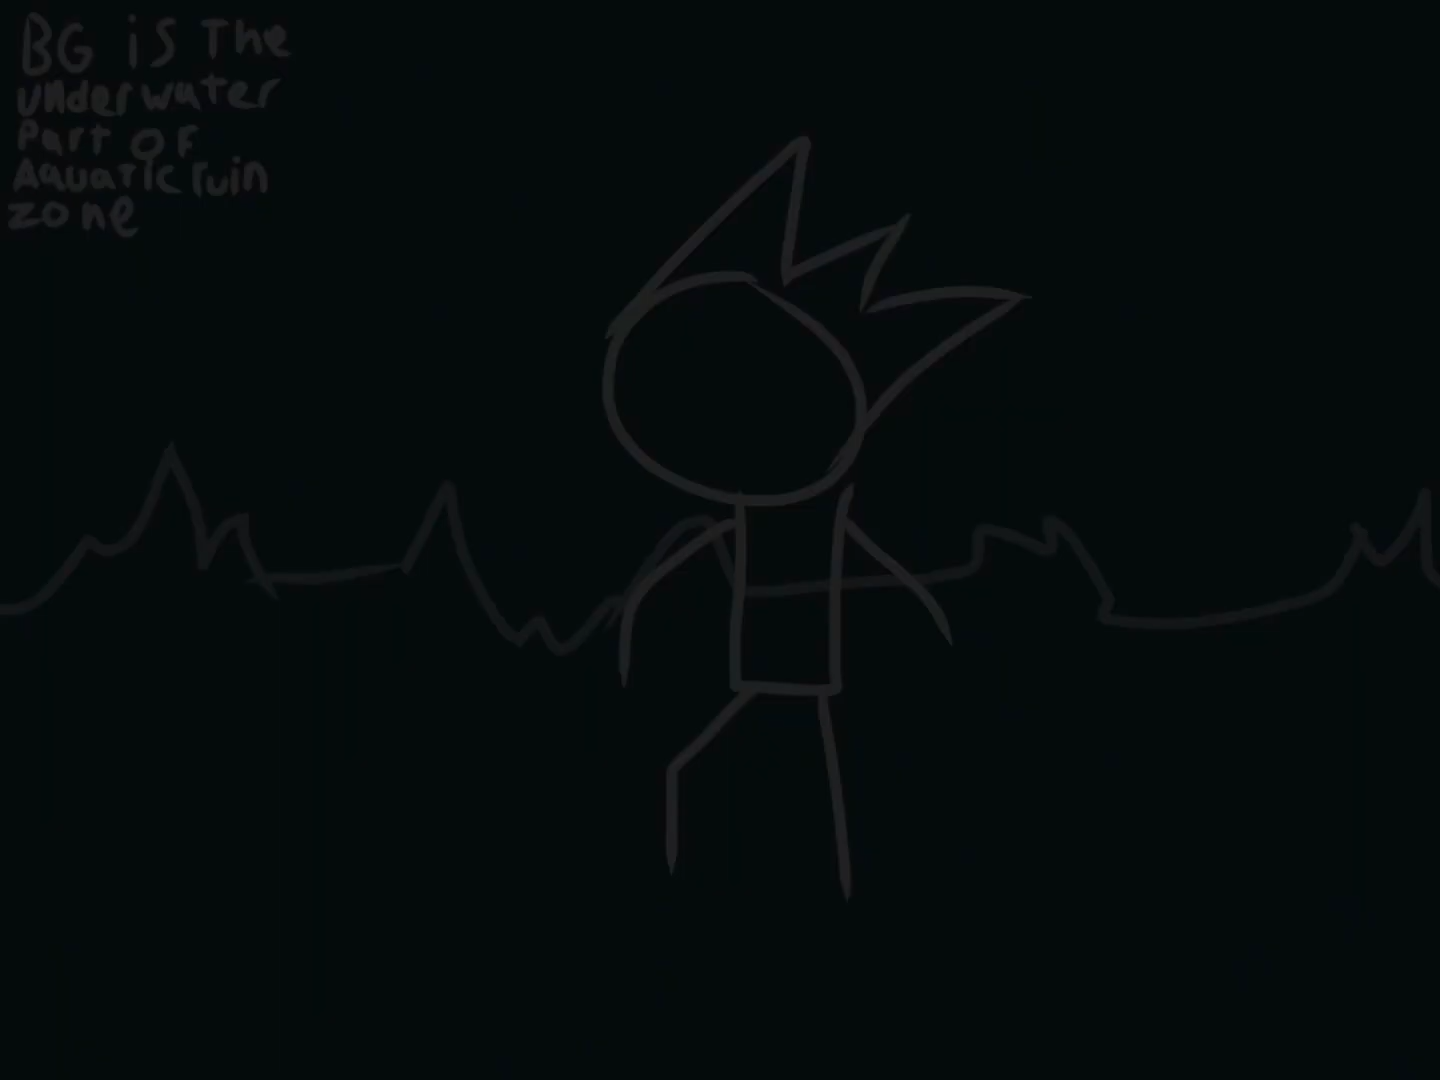 BG is The
underwater
Part OF
Aquatic ruin
zone